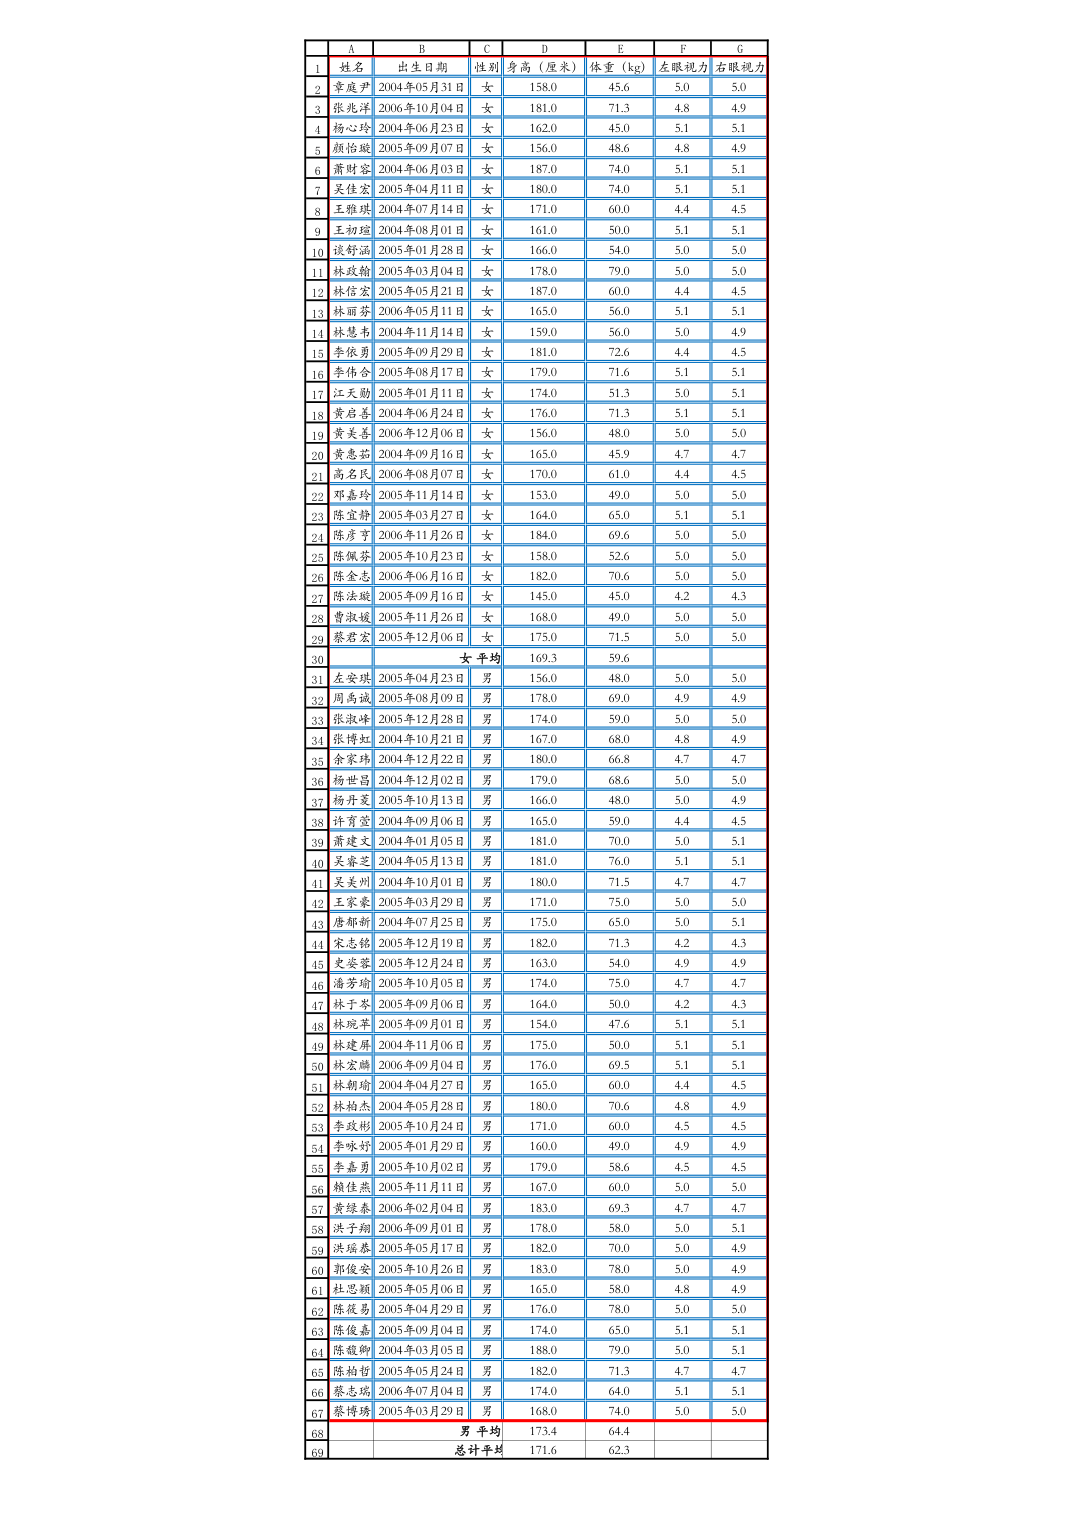 A B C D E F G
1 姓名 出生日期 性别 身高（厘米） 体重（kg） 左眼视力 右眼视力
2 章庭尹 2004年05月31日 女 158.0 45.6 5.0 5.0
3 张兆洋 2006年10月04日 女 181.0 71.3 4.8 4.9
4 杨心玲 2004年06月23日 女 162.0 45.0 5.1 5.1
5 颜怡璇 2005年09月07日 女 156.0 48.6 4.8 4.9
6 萧财容 2004年06月03日 女 187.0 74.0 5.1 5.1
7 吴佳宏 2005年04月11日 女 180.0 74.0 5.1 5.1
8 王雅琪 2004年07月14日 女 171.0 60.0 4.4 4.5
9 王初瑄 2004年08月01日 女 161.0 50.0 5.1 5.1
10 谈舒涵 2005年01月28日 女 166.0 54.0 5.0 5.0
11 林政翰 2005年03月04日 女 178.0 79.0 5.0 5.0
12 林信宏 2005年05月21日 女 187.0 60.0 4.4 4.5
13 林丽芬 2006年05月11日 女 165.0 56.0 5.1 5.1
14 林慧韦 2004年11月14日 女 159.0 56.0 5.0 4.9
15 李依勇 2005年09月29日 女 181.0 72.6 4.4 4.5
16 李伟合 2005年08月17日 女 179.0 71.6 5.1 5.1
17 江天勋 2005年01月11日 女 174.0 51.3 5.0 5.1
18 黄启善 2004年06月24日 女 176.0 71.3 5.1 5.1
19 黄美善 2006年12月06日 女 156.0 48.0 5.0 5.0
20 黄惠茹 2004年09月16日 女 165.0 45.9 4.7 4.7
21 高名民 2006年08月07日 女 170.0 61.0 4.4 4.5
22 邓嘉玲 2005年11月14日 女 153.0 49.0 5.0 5.0
23 陈宜静 2005年03月27日 女 164.0 65.0 5.1 5.1
24 陈彦亨 2006年11月26日 女 184.0 69.6 5.0 5.0
25 陈佩芬 2005年10月23日 女 158.0 52.6 5.0 5.0
26 陈金志 2006年06月16日 女 182.0 70.6 5.0 5.0
27 陈法璇 2005年09月16日 女 145.0 45.0 4.2 4.3
28 曹淑媛 2005年11月26日 女 168.0 49.0 5.0 5.0
29 蔡君宏 2005年12月06日 女 175.0 71.5 5.0 5.0
30 女 平均 169.3 59.6
31 左安琪 2005年04月23日 男 156.0 48.0 5.0 5.0
32 周禹诚 2005年08月09日 男 178.0 69.0 4.9 4.9
33 张淑峰 2005年12月28日 男 174.0 59.0 5.0 5.0
34 张博虹 2004年10月21日 男 167.0 68.0 4.8 4.9
35 余家玮 2004年12月22日 男 180.0 66.8 4.7 4.7
36 杨世昌 2004年12月02日 男 179.0 68.6 5.0 5.0
37 杨丹菱 2005年10月13日 男 166.0 48.0 5.0 4.9
38 许育萱 2004年09月06日 男 165.0 59.0 4.4 4.5
39 萧建文 2004年01月05日 男 181.0 70.0 5.0 5.1
40 吴睿芝 2004年05月13日 男 181.0 76.0 5.1 5.1
41 吴美州 2004年10月01日 男 180.0 71.5 4.7 4.7
42 王家豪 2005年03月29日 男 171.0 75.0 5.0 5.0
43 唐郁新 2004年07月25日 男 175.0 65.0 5.0 5.1
44 宋志铭 2005年12月19日 男 182.0 71.3 4.2 4.3
45 史姿蓉 2005年12月24日 男 163.0 54.0 4.9 4.9
46 潘芳瑜 2005年10月05日 男 174.0 75.0 4.7 4.7
47 林于岑 2005年09月06日 男 164.0 50.0 4.2 4.3
48 林琬苹 2005年09月01日 男 154.0 47.6 5.1 5.1
49 林建屏 2004年11月06日 男 175.0 50.0 5.1 5.1
50 林宏麟 2006年09月04日 男 176.0 69.5 5.1 5.1
51 林朝瑜 2004年04月27日 男 165.0 60.0 4.4 4.5
52 林柏杰 2004年05月28日 男 180.0 70.6 4.8 4.9
53 李政彬 2005年10月24日 男 171.0 60.0 4.5 4.5
54 李咏妤 2005年01月29日 男 160.0 49.0 4.9 4.9
55 李嘉勇 2005年10月02日 男 179.0 58.6 4.5 4.5
56 赖佳燕 2005年11月11日 男 167.0 60.0 5.0 5.0
57 黄绿泰 2006年02月04日 男 183.0 69.3 4.7 4.7
58 洪子翔 2006年09月01日 男 178.0 58.0 5.0 5.1
59 洪瑶恭 2005年05月17日 男 182.0 70.0 5.0 4.9
60 郭俊安 2005年10月26日 男 183.0 78.0 5.0 4.9
61 杜思颖 2005年05月06日 男 165.0 58.0 4.8 4.9
62 陈筱易 2005年04月29日 男 176.0 78.0 5.0 5.0
63 陈俊嘉 2005年09月04日 男 174.0 65.0 5.1 5.1
64 陈馥卿 2004年03月05日 男 188.0 79.0 5.0 5.1
65 陈柏哲 2005年05月24日 男 182.0 71.3 4.7 4.7
66 蔡志瑞 2006年07月04日 男 174.0 64.0 5.1 5.1
67 蔡博琇 2005年03月29日 男 168.0 74.0 5.0 5.0
68 男 平均 173.4 64.4
69 总计平均 171.6 62.3